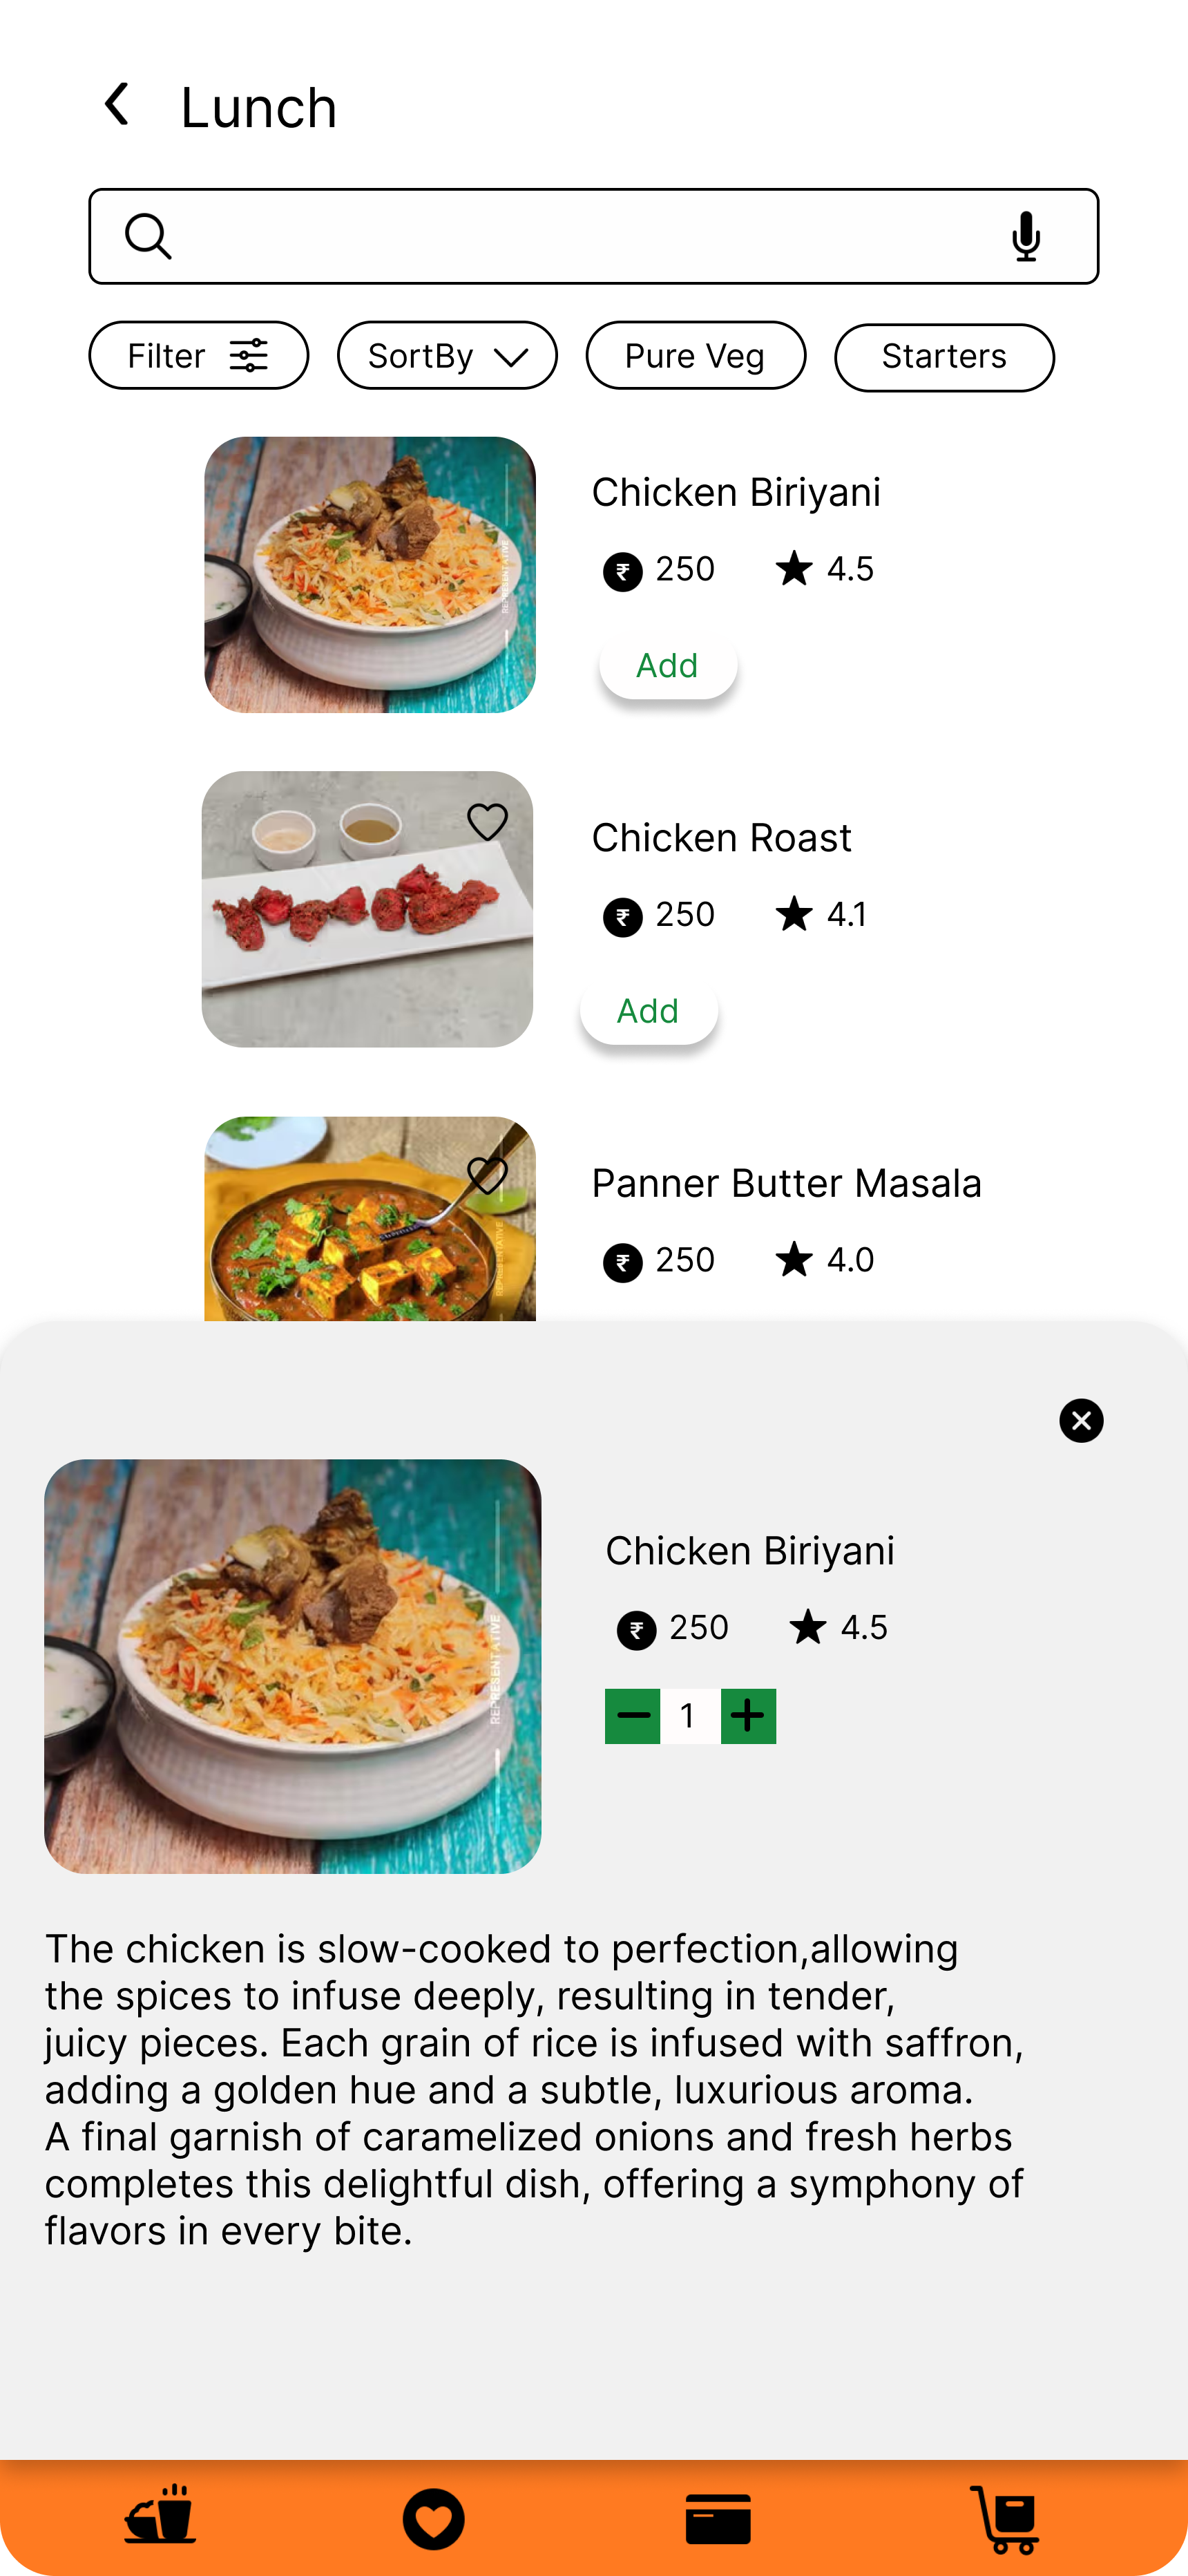 Lunch
Filter
SortBy
Pure Veg
Starters
Chicken Biriyani
₹ 250
4.5
Add
REPRESENTATIVE
Chicken Roast
₹ 250
4.1
Add
Panner Butter Masala
₹ 250
4.0
REPRESENTATIVE
Chicken Biriyani
₹ 250
4.5
1
REPRESENTATIVE
The chicken is slow-cooked to perfection,allowing
the spices to infuse deeply, resulting in tender,
juicy pieces. Each grain of rice is infused with saffron,
adding a golden hue and a subtle, luxurious aroma.
A final garnish of caramelized onions and fresh herbs
completes this delightful dish, offering a symphony of
flavors in every bite.